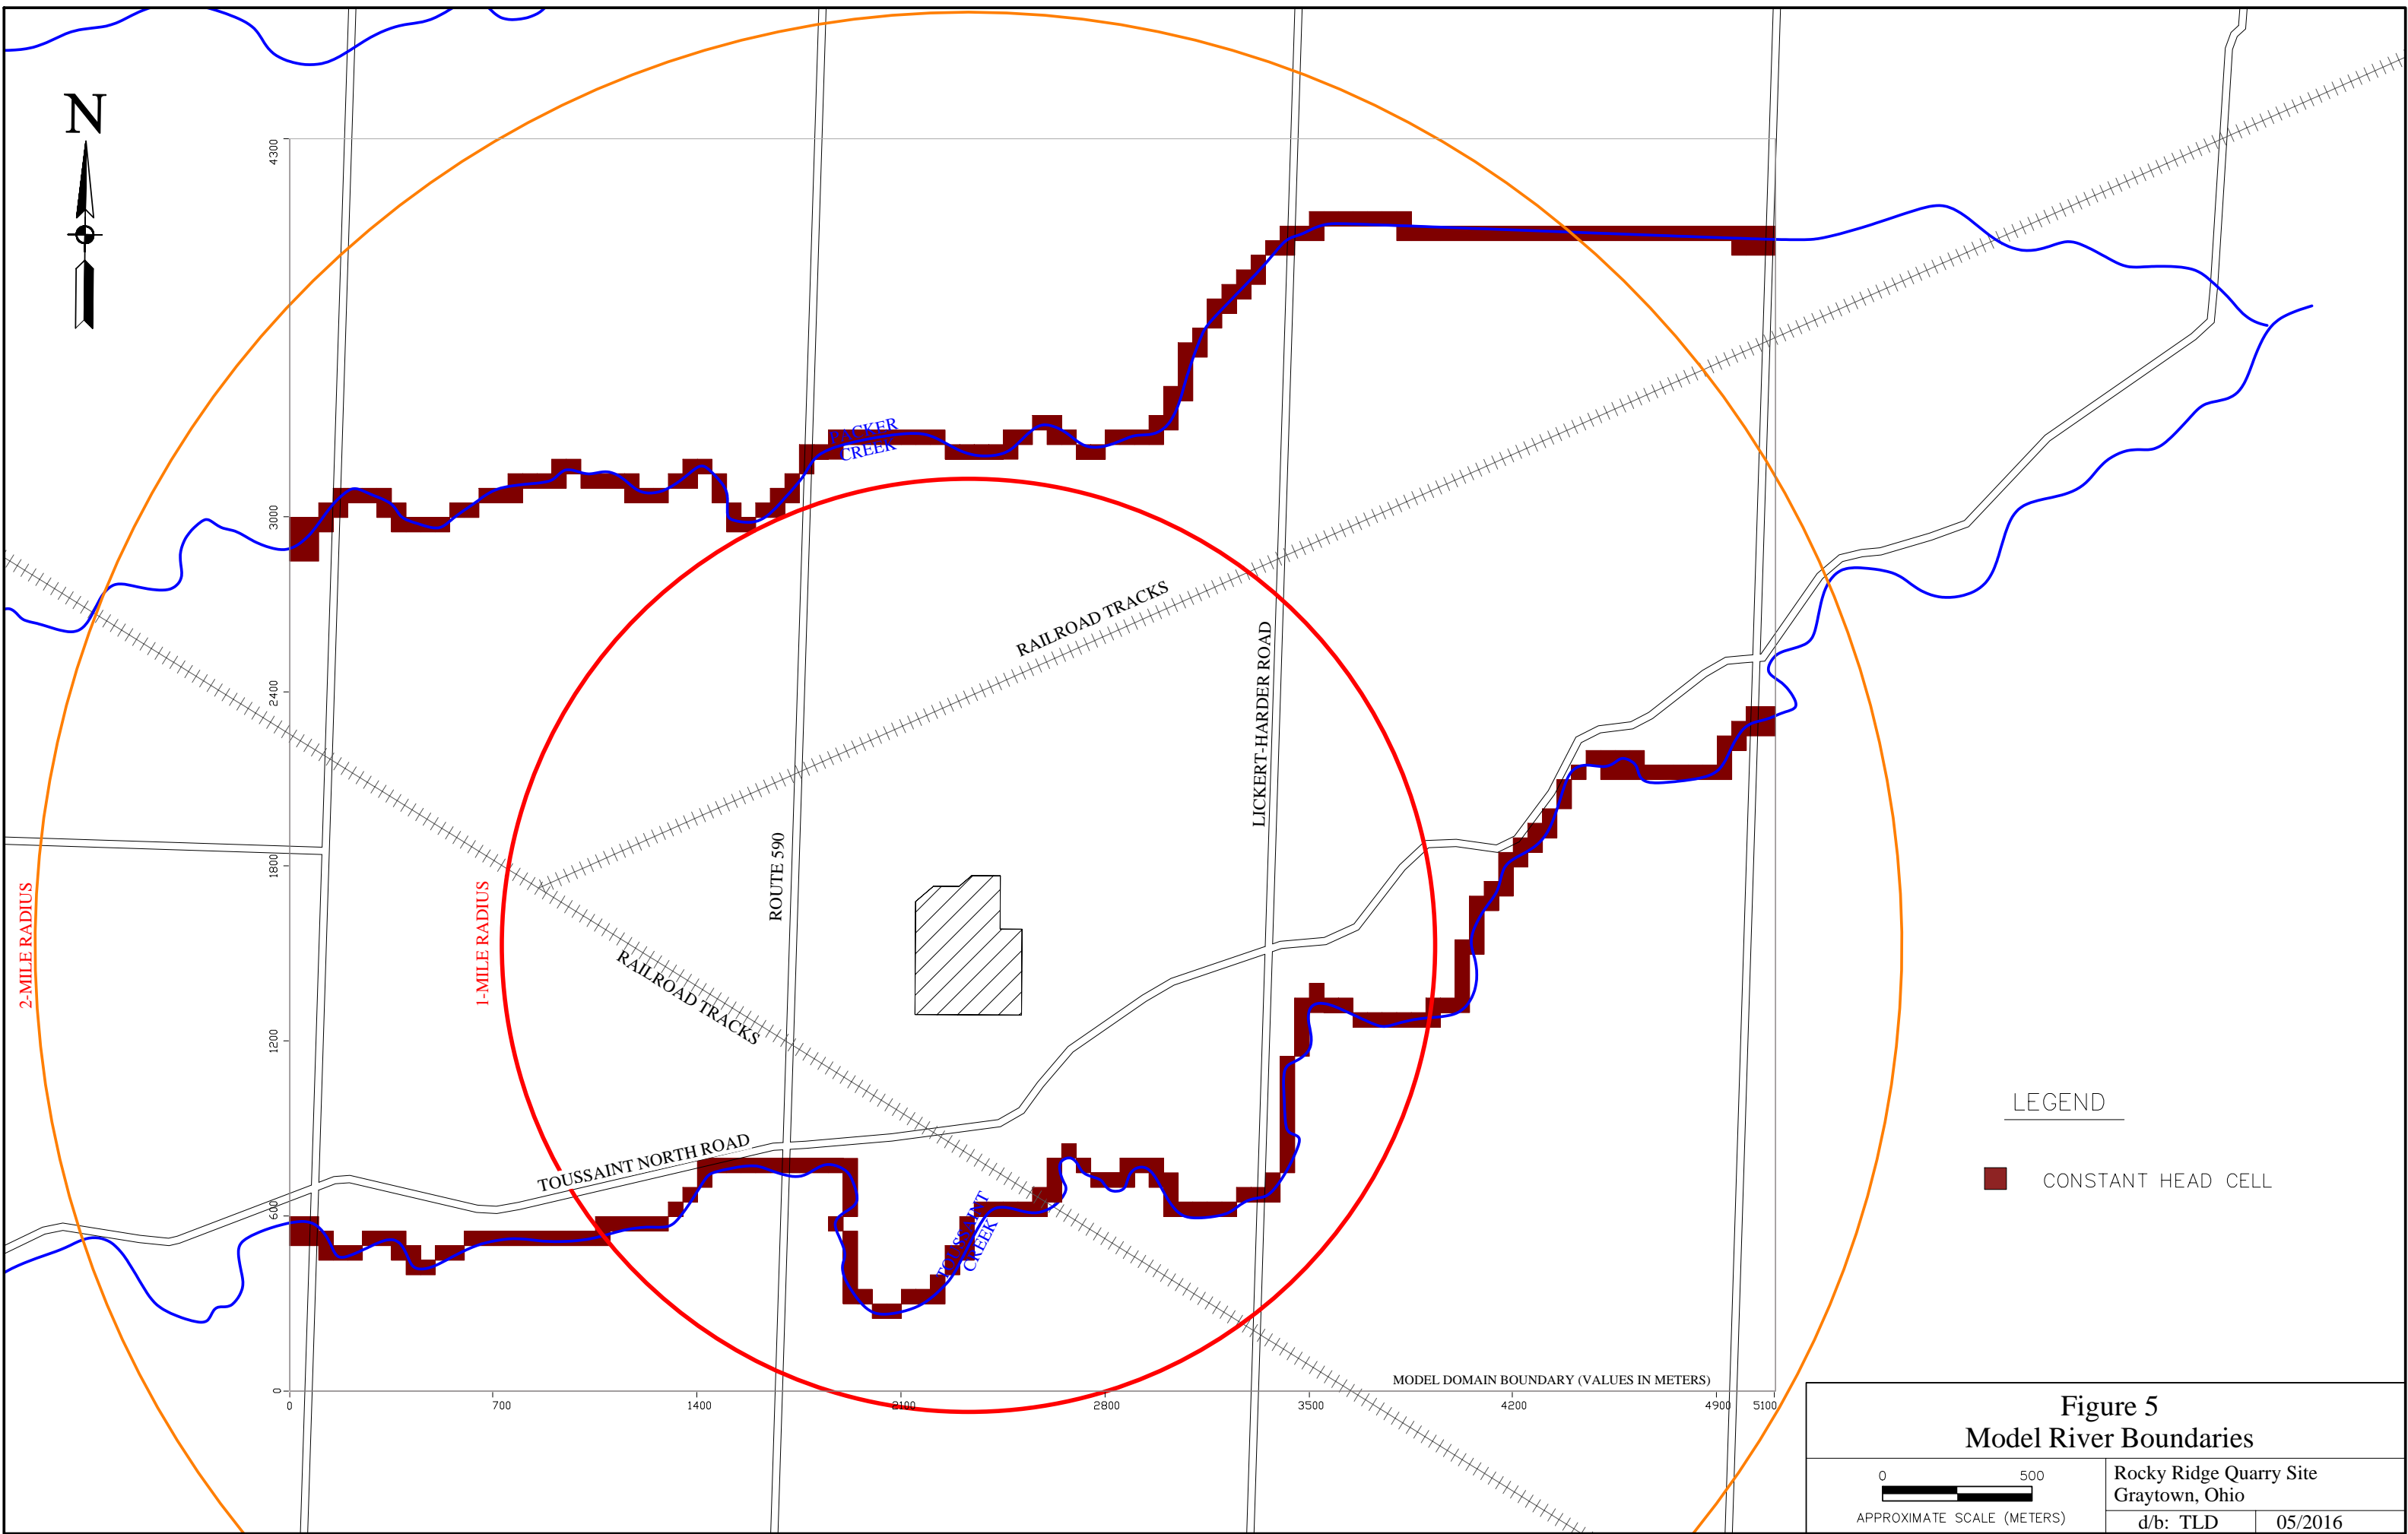 N
4300
3000
2400
1800
1200
600
0
0
700
1400
2100
2800
3500
4200
4900
5100
PACKER
CREEK
RAILROAD TRACKS
LICKERT-HARDER ROAD
ROUTE 590
2-MILE RADIUS
1-MILE RADIUS
RAILROAD TRACKS
TOUSSAINT NORTH ROAD
TOUSSAINT
CREEK
MODEL DOMAIN BOUNDARY (VALUES IN METERS)
LEGEND
CONSTANT HEAD CELL
Figure 5
Model River Boundaries
0 500
APPROXIMATE SCALE (METERS)
Rocky Ridge Quarry Site
Graytown, Ohio
d/b: TLD 05/2016